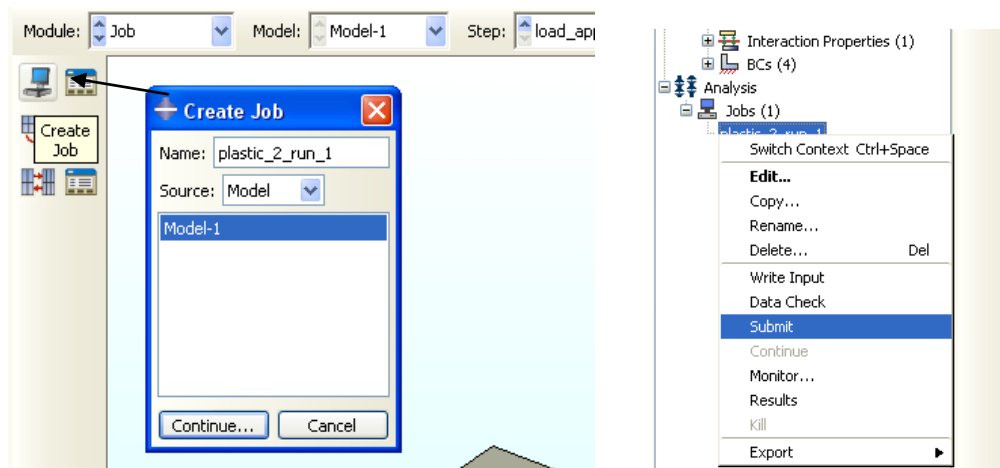 Module: Job Model: Model-1 Step: load_app
Create Job
Create
Job
Name: plastic_2_run_1
Source: Model
Model-1
Continue... Cancel
Interaction Properties (1)
BCs (4)
Analysis
Jobs (1)
plastic_2_run_1
Switch Context Ctrl+Space
Edit...
Copy...
Rename...
Delete... Del
Write Input
Data Check
Submit
Continue
Monitor...
Results
Kill
Export